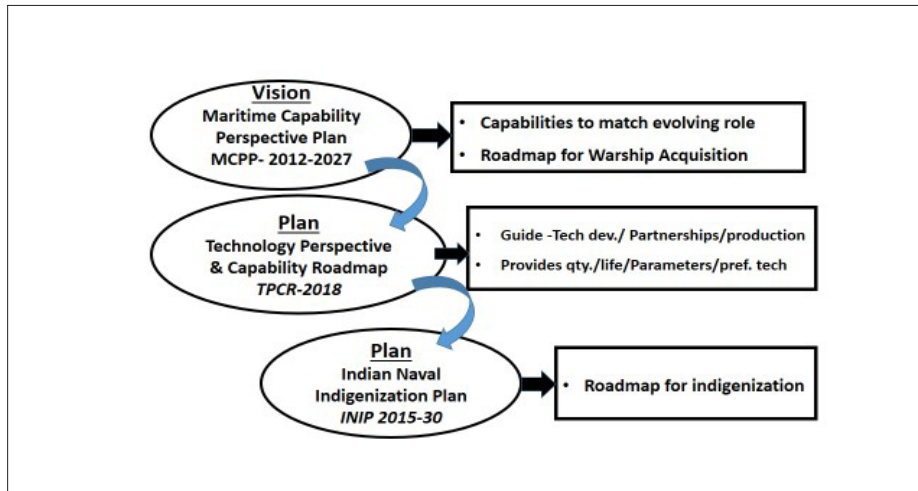 Vision
Maritime Capability
Perspective Plan
MCPP- 2012-2027
• Capabilities to match evolving role
• Roadmap for Warship Acquisition
Plan
Technology Perspective
& Capability Roadmap
TPCR-2018
• Guide -Tech dev./ Partnerships/production
• Provides qty./life/Parameters/pref. tech
Plan
Indian Naval
Indigenization Plan
INIP 2015-30
• Roadmap for indigenization